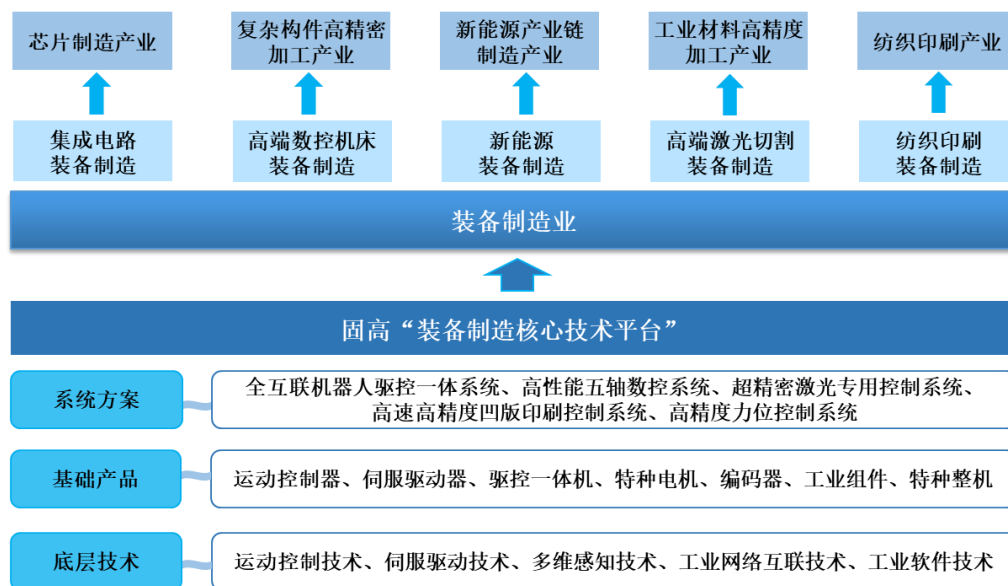 芯片制造产业
复杂构件高精密
加工产业
新能源产业链
制造产业
工业材料高精度
加工产业
纺织印刷产业
集成电路
装备制造
高端数控机床
装备制造
新能源
装备制造
高端激光切割
装备制造
纺织印刷
装备制造
装备制造业
固高“装备制造核心技术平台”
系统方案
全互联机器人驱控一体系统、高性能五轴数控系统、超精密激光专用控制系统、
高速高精度凹版印刷控制系统、高精度力位控制系统
基础产品
运动控制器、伺服驱动器、驱控一体机、特种电机、编码器、工业组件、特种整机
底层技术
运动控制技术、伺服驱动技术、多维感知技术、工业网络互联技术、工业软件技术